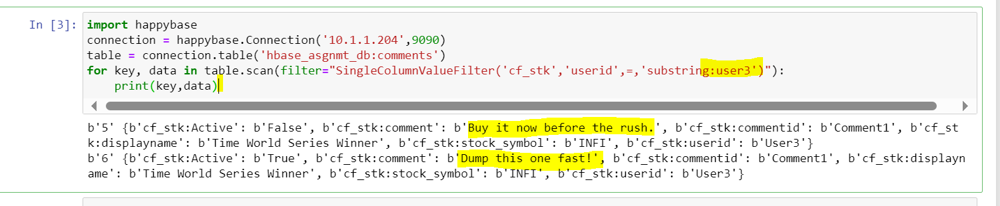 In [3]: import happybase
connection = happybase.Connection('10.1.1.204',9090)
table = connection.table('hbase_asgnmt_db:comments')
for key, data in table.scan(filter="SingleColumnValueFilter('cf_stk','userid',=,'substring:user3')"):
    print(key,data)
b'5' {b'cf_stk:Active': b'False', b'cf_stk:comment': b'Buy it now before the rush.', b'cf_stk:commentid': b'Comment1', b'cf_st
k:displayname': b'Time World Series Winner', b'cf_stk:stock_symbol': b'INFI', b'cf_stk:userid': b'User3'}
b'6' {b'cf_stk:Active': b'True', b'cf_stk:comment': b'Dump this one fast!', b'cf_stk:commentid': b'Comment1', b'cf_stk:displayn
ame': b'Time World Series Winner', b'cf_stk:stock_symbol': b'INFI', b'cf_stk:userid': b'User3'}